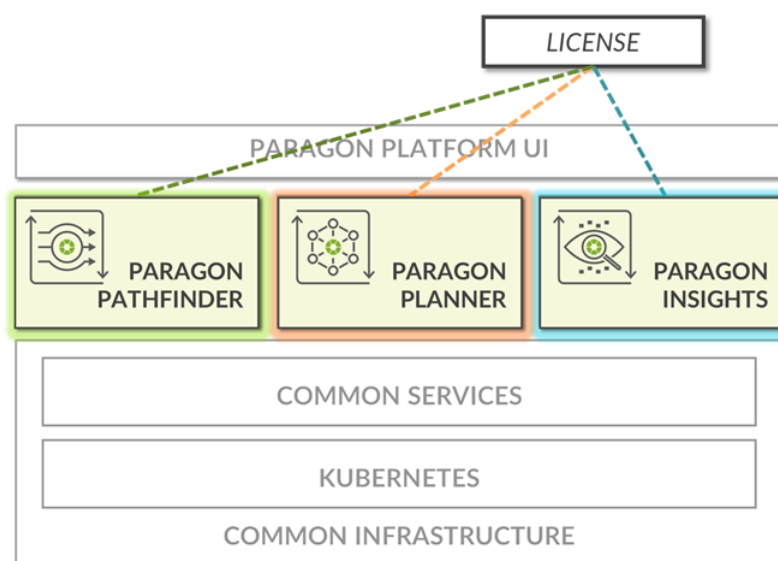 LICENSE
PARAGON PLATFORM UI
PARAGON
PATHFINDER
PARAGON
PLANNER
PARAGON
INSIGHTS
COMMON SERVICES
KUBERNETES
COMMON INFRASTRUCTURE